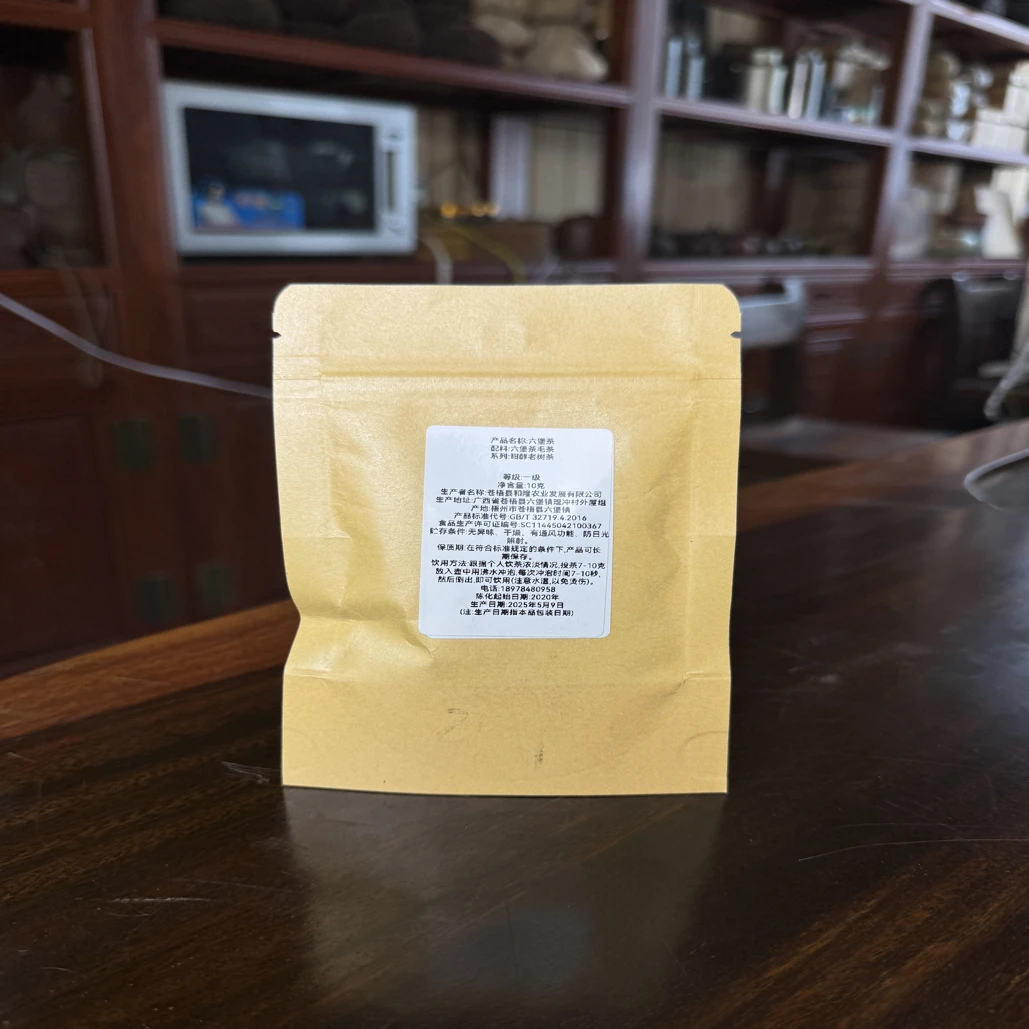 产品名称:六堡茶
配料:六堡茶毛茶
系列:甜醇老树茶
等级:一级
净含量:10克
生产者名称:苍梧县和隆农业发展有限公司
生产地址:广西省苍梧县六堡镇理冲村外屋组
产地:梧州市苍梧县六堡镇
产品标准代号:GB/T 32719.4.2016
食品生产许可证编号:SC11445042100367
贮存条件:无异味、干燥、有通风功能、防日光
照射。
保质期:在符合标准规定的条件下,产品可长
期保存。
饮用方法:根据个人饮茶浓淡情况,投茶7-10克
放入壶中用沸水冲泡,每次冲泡时间7-10秒,
然后倒出,即可饮用(注意水温,以免烫伤)。
电话:18978480958
陈化起始日期:2020年
生产日期:2025年5月9日
(注:生产日期指本品包装日期)